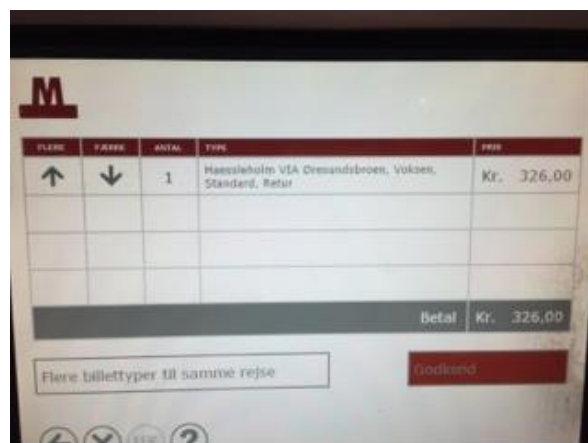 M
FLERE FÆRRE ANTAL TYPE PRIS
1 Haessleholm VIA Øresundsbroen, Voksen, Kr. 326,00
Standard, Retur
Betal Kr. 326,00
Flere billettyper til samme rejse Godkend
?